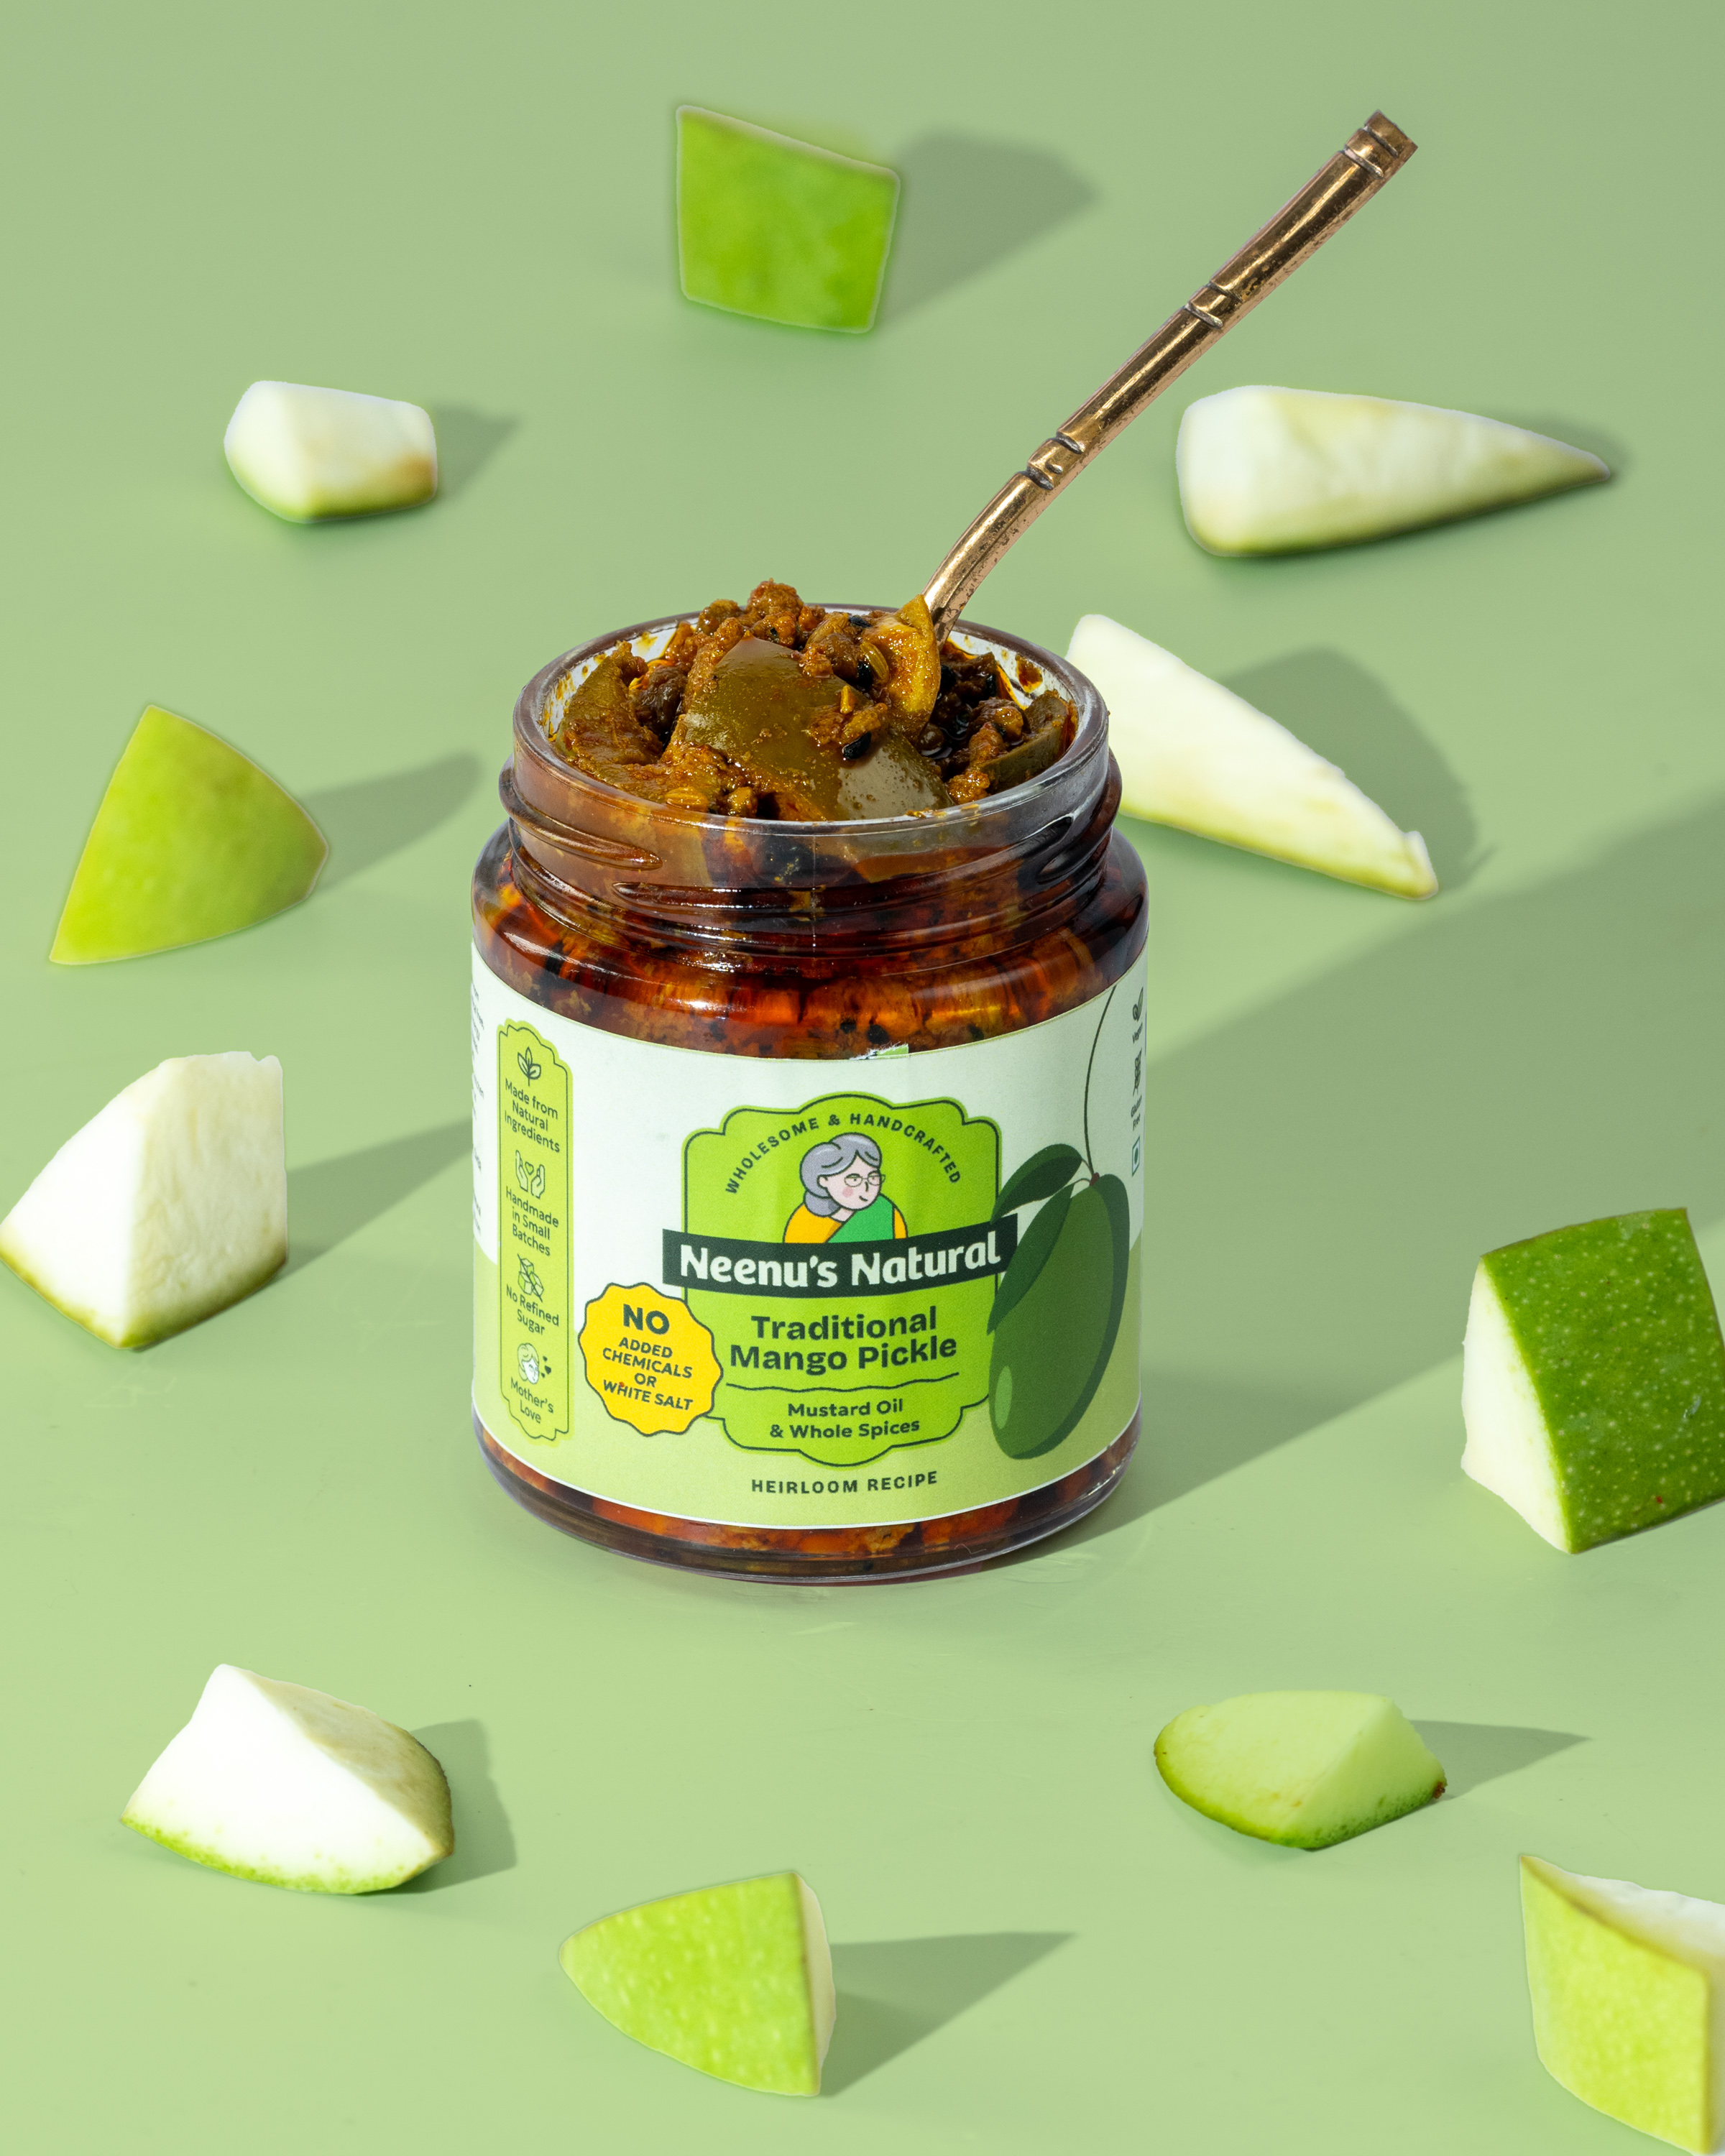 Made from
Natural
Ingredients
Handmade
in Small
Batches
No Refined
Sugar
Mother's
Love
WHOLESOME & HANDCRAFTED
Neenu's Natural
NO
ADDED
CHEMICALS
OR
WHITE SALT
Traditional
Mango Pickle
Mustard Oil
& Whole Spices
HEIRLOOM RECIPE